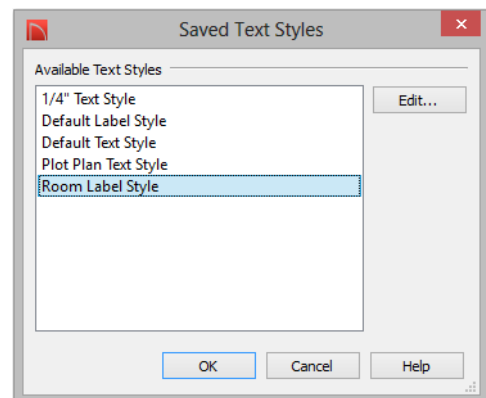 Saved Text Styles
Available Text Styles
1/4" Text Style
Default Label Style
Default Text Style
Plot Plan Text Style
Room Label Style
Edit...
OK
Cancel
Help